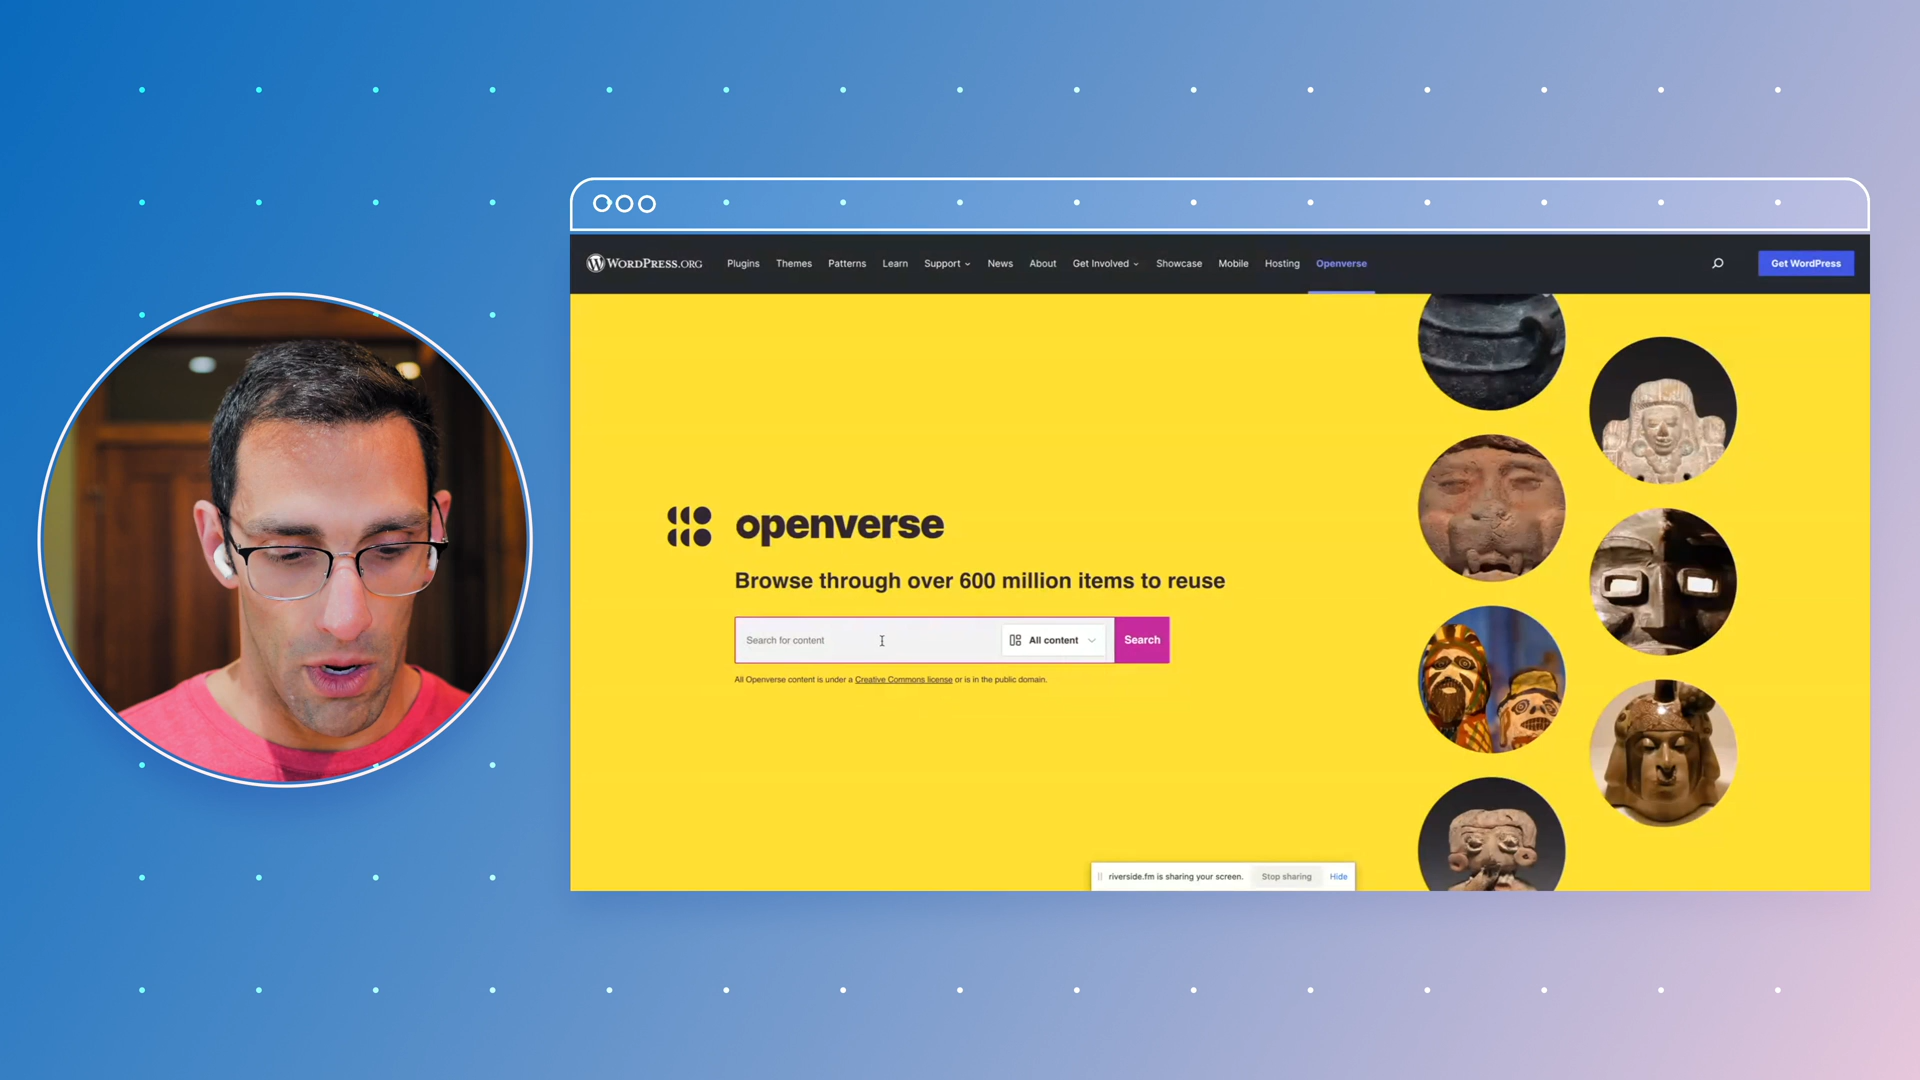 WORDPRESS.ORG Plugins Themes Patterns Learn Support News About Get Involved Showcase Mobile Hosting Openverse Get WordPress
openverse
Browse through over 600 million items to reuse
Search for content All content Search
All Openverse content is under a Creative Commons license or is in the public domain.
riverside.fm is sharing your screen. Stop sharing Hide